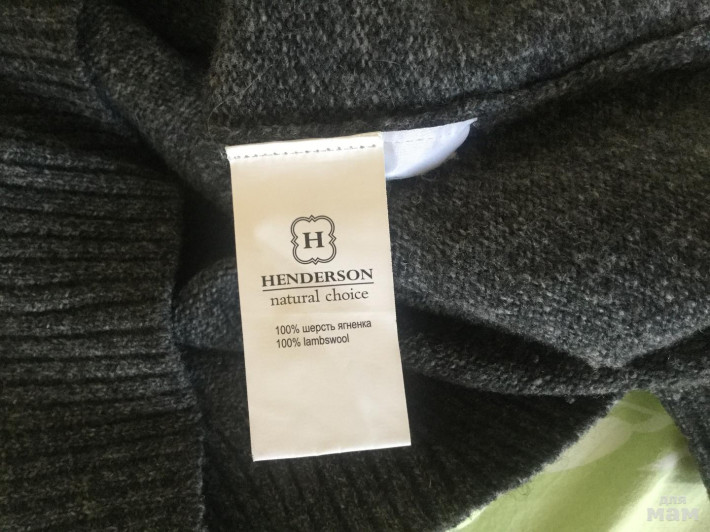 H
HENDERSON
natural choice
100% шерсть ягненка
100% lambswool
для
мам